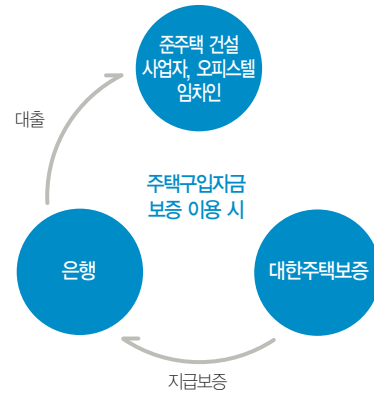 준주택 건설
사업자, 오피스텔
임차인
대출
주택구입자금
보증 이용 시
은행
대한주택보증
지급보증